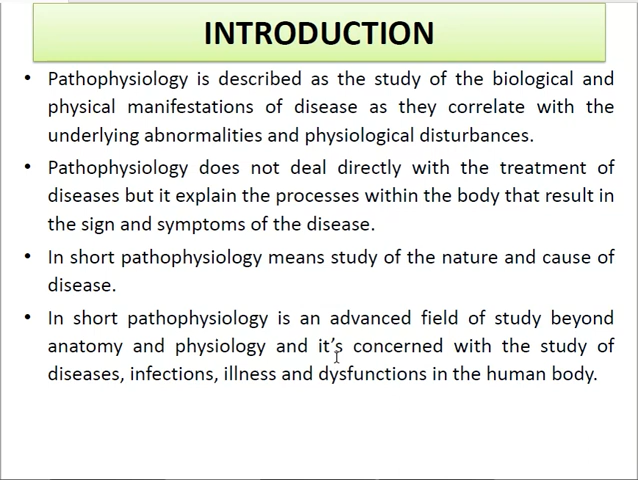 INTRODUCTION
• Pathophysiology is described as the study of the biological and
physical manifestations of disease as they correlate with the
underlying abnormalities and physiological disturbances.
• Pathophysiology does not deal directly with the treatment of
diseases but it explain the processes within the body that result in
the sign and symptoms of the disease.
• In short pathophysiology means study of the nature and cause of
disease.
• In short pathophysiology is an advanced field of study beyond
anatomy and physiology and it’s concerned with the study of
diseases, infections, illness and dysfunctions in the human body.